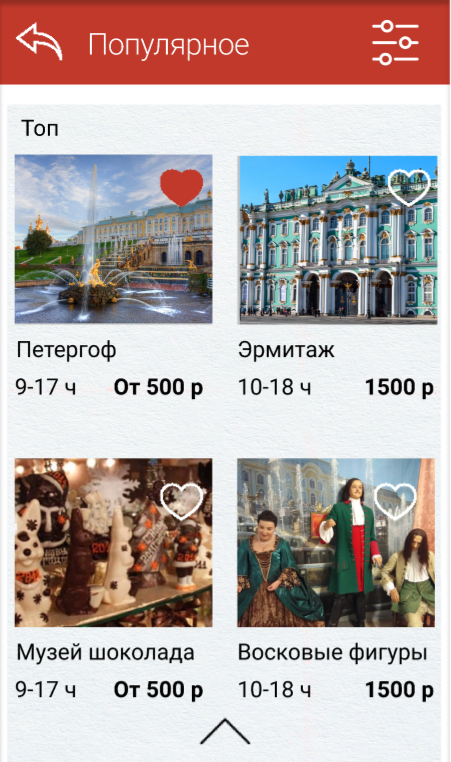 Популярное
Топ
Петергоф
9-17 ч От 500 р
Эрмитаж
10-18 ч 1500 р
Музей шоколада
9-17 ч От 500 р
Восковые фигуры
10-18 ч 1500 р